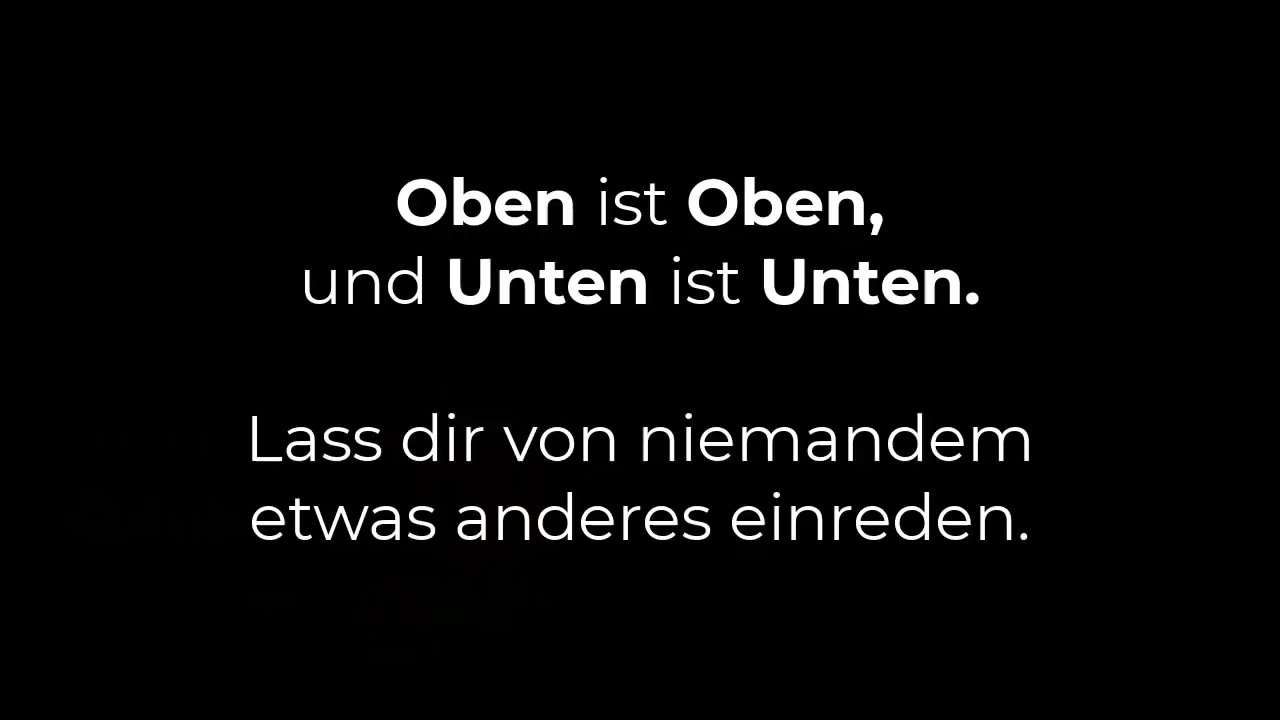 Oben ist Oben,
und Unten ist Unten.
Lass dir von niemandem
etwas anderes einreden.